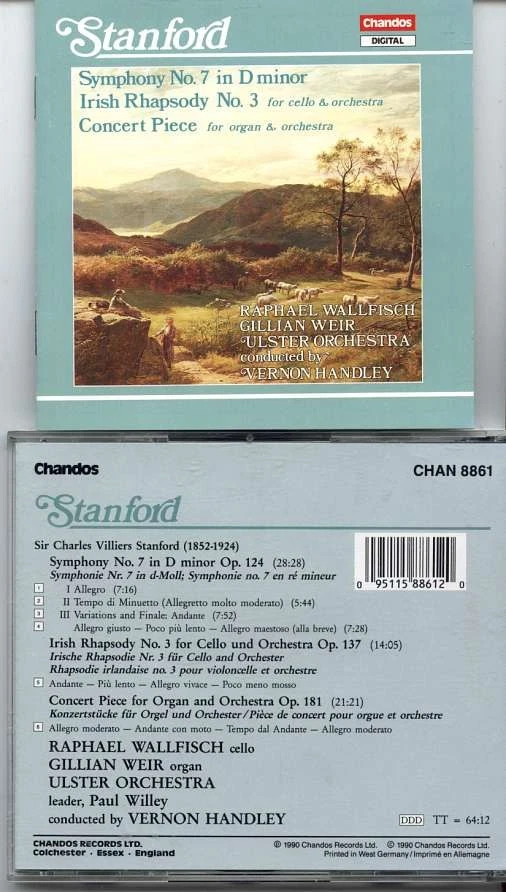 Stanford
Chandos
DIGITAL
Symphony No. 7 in D minor
Irish Rhapsody No. 3 for cello & orchestra
Concert Piece for organ & orchestra
RAPHAEL WALLFISCH
GILLIAN WEIR
ULSTER ORCHESTRA
conducted by
VERNON HANDLEY
Chandos
CHAN 8861
Stanford
Sir Charles Villiers Stanford (1852-1924)
Symphony No. 7 in D minor Op. 124 (28:28)
Symphonie Nr. 7 in d-Moll; Symphonie no. 7 en ré mineur
1 I Allegro (7:16)
2 II Tempo di Minuetto (Allegretto molto moderato) (5:44)
3 III Variations and Finale: Andante (7:52)
4 Allegro giusto — Poco più lento — Allegro maestoso (alla breve) (7:28)
0 95115 88612 0
Irish Rhapsody No. 3 for Cello und Orchestra Op. 137 (14:05)
Irische Rhapsodie Nr. 3 für Cello and Orchester
Rhapsodie irlandaise no. 3 pour violoncelle et orchestre
5 Andante — Più lento — Allegro vivace — Poco meno mosso
Concert Piece for Organ and Orchestra Op. 181 (21:21)
Konzertstücke für Orgel und Orchester/Pièce de concert pour orgue et orchestre
6 Allegro moderato — Andante con moto — Tempo dal Andante — Allegro moderato
RAPHAEL WALLFISCH cello
GILLIAN WEIR organ
ULSTER ORCHESTRA
leader, Paul Willey
conducted by VERNON HANDLEY
DDD TT = 64:12
CHANDOS RECORDS LTD.
Colchester · Essex · England
℗ 1990 Chandos Records Ltd. © 1990 Chandos Records Ltd.
Printed in West Germany / Imprimé en Allemagne